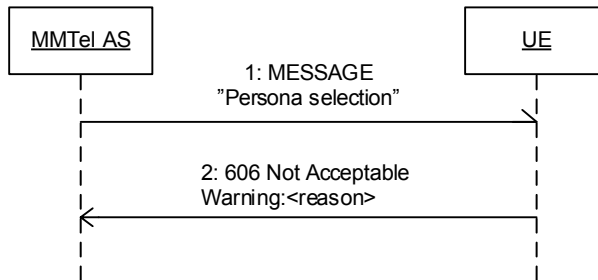 MMTel AS
UE
1: MESSAGE
”Persona selection”
2: 606 Not Acceptable
Warning:<reason>